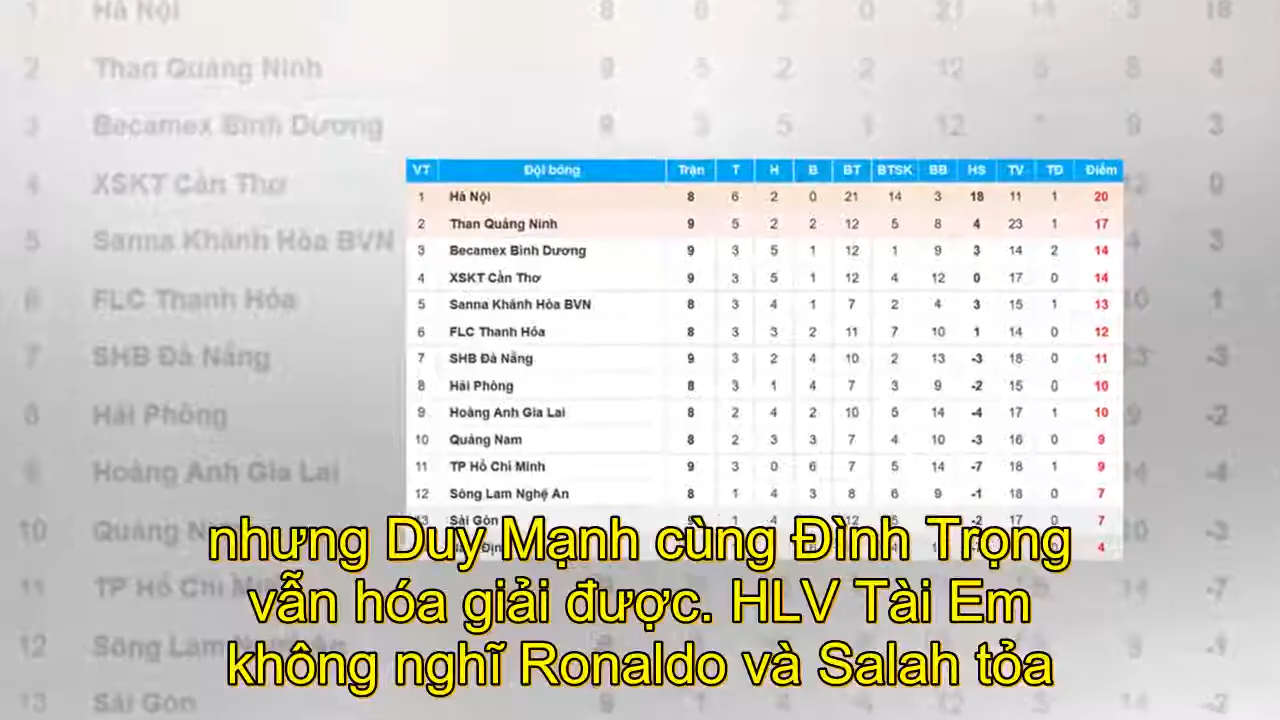 VT Đội bóng Trận T H B BT BTSK BB HS TV TĐ Điểm
1 Hà Nội 8 6 2 0 21 14 3 18 11 1 20
2 Than Quảng Ninh 9 5 2 2 12 5 8 4 23 1 17
3 Becamex Bình Dương 9 3 5 1 12 1 9 3 14 2 14
4 XSKT Cần Thơ 9 3 5 1 12 4 12 0 17 0 14
5 Sanna Khánh Hòa BVN 8 3 4 1 7 2 4 3 15 1 13
6 FLC Thanh Hóa 8 3 3 2 11 7 10 1 14 0 12
7 SHB Đà Nẵng 9 3 2 4 10 2 13 -3 18 0 11
8 Hải Phòng 8 3 1 4 7 3 9 -2 15 0 10
9 Hoàng Anh Gia Lai 8 2 4 2 10 5 14 -4 17 1 10
10 Quảng Nam 8 2 3 3 7 4 10 -3 16 0 9
11 TP Hồ Chí Minh 9 3 0 6 7 5 14 -7 18 1 9
12 Sông Lam Nghệ An 8 1 4 3 8 6 9 -1 18 0 7
13 Sài Gòn 1 4 12 -2 17 0 7
4
nhưng Duy Mạnh cùng Đình Trọng
vẫn hóa giải được. HLV Tài Em
không nghĩ Ronaldo và Salah tỏa